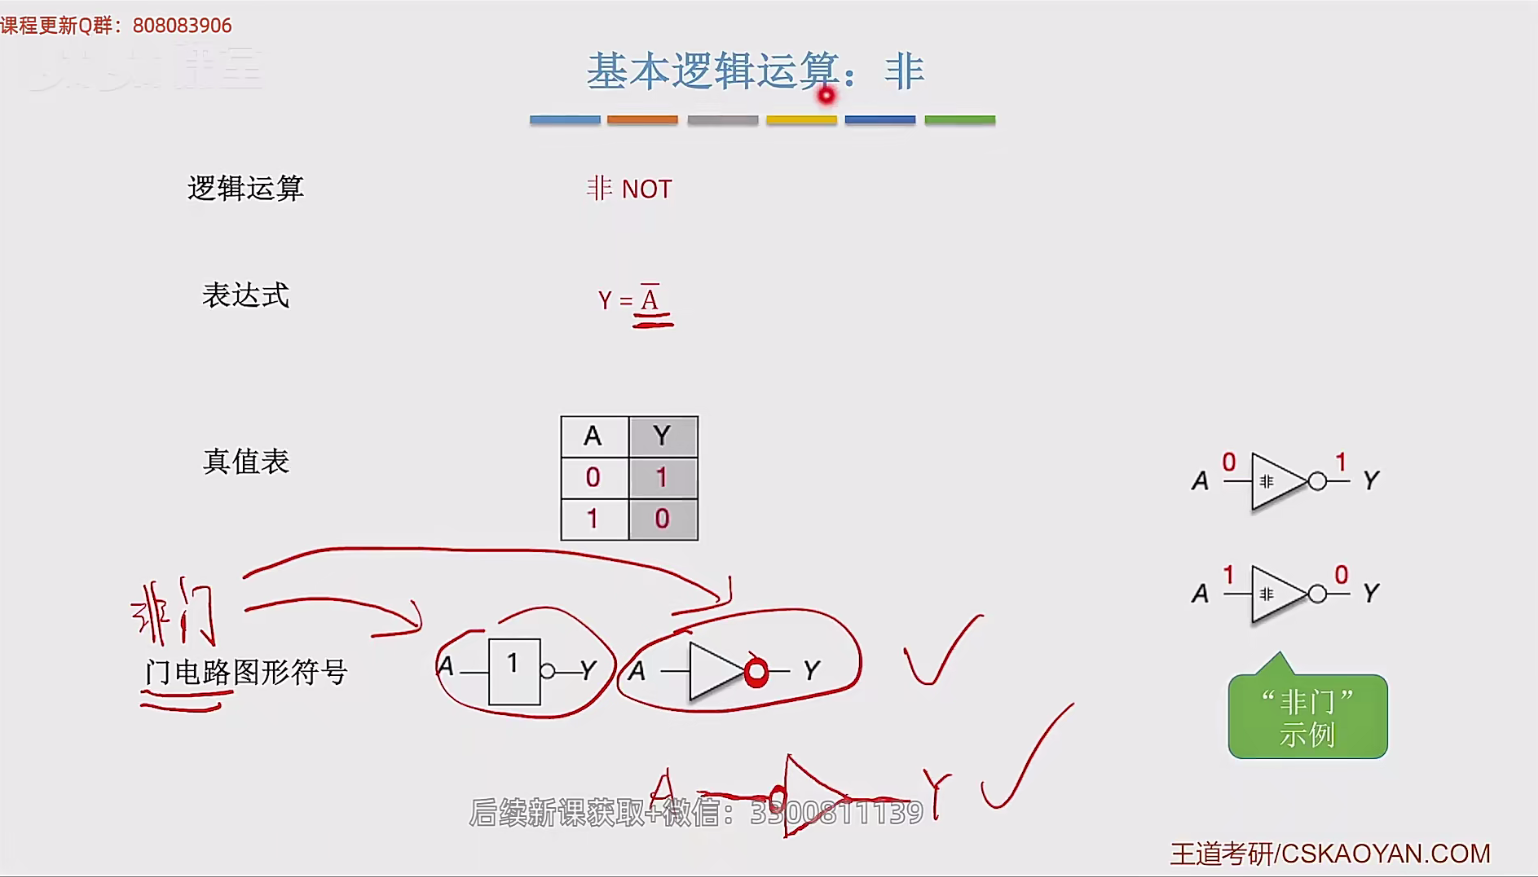 课程更新Q群：808083906
基本逻辑运算：非
逻辑运算
非 NOT
表达式
Y = A̅
真值表
A Y
0 1
1 0
A 0 非 1 Y
A 1 非 0 Y
“非门”
示例
非门
门电路图形符号
A 1 Y
A Y
A Y
后续新课获取+微信：3300811139
王道考研/CSKAOYAN.COM